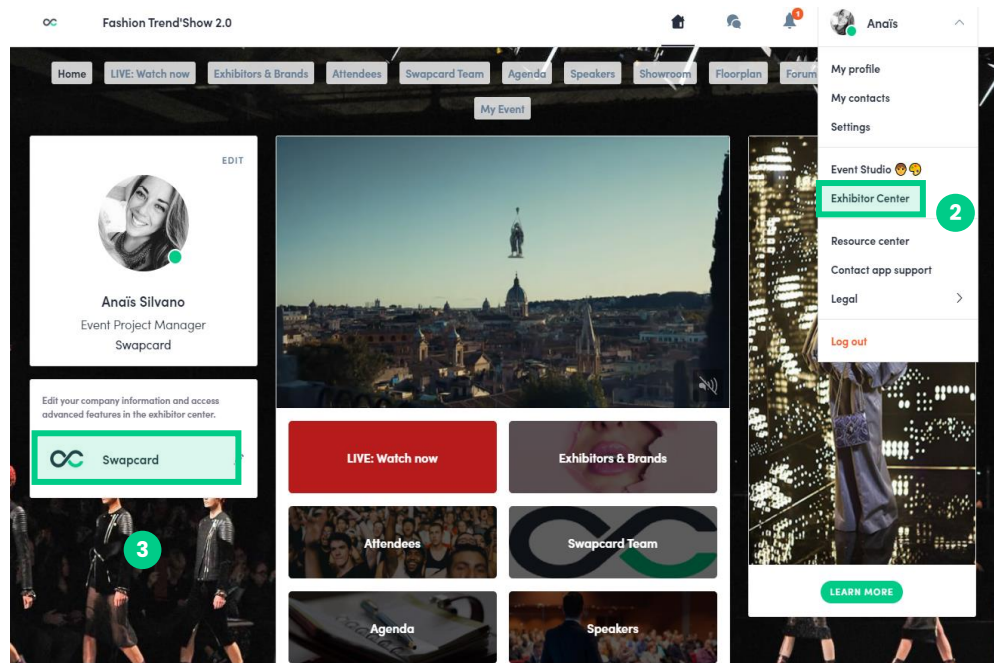 Fashion Trend'Show 2.0
1
Anaïs
Home
LIVE: Watch now
Exhibitors & Brands
Attendees
Swapcard Team
Agenda
Speakers
Showroom
Floorplan
Forum
My Event
My profile
My contacts
Settings
Event Studio
Exhibitor Center
2
Resource center
Contact app support
Legal
Log out
EDIT
Anaïs Silvano
Event Project Manager
Swapcard
Edit your company information and access
advanced features in the exhibitor center.
Swapcard
3
LIVE: Watch now
Exhibitors & Brands
Attendees
Swapcard Team
Agenda
Speakers
LEARN MORE